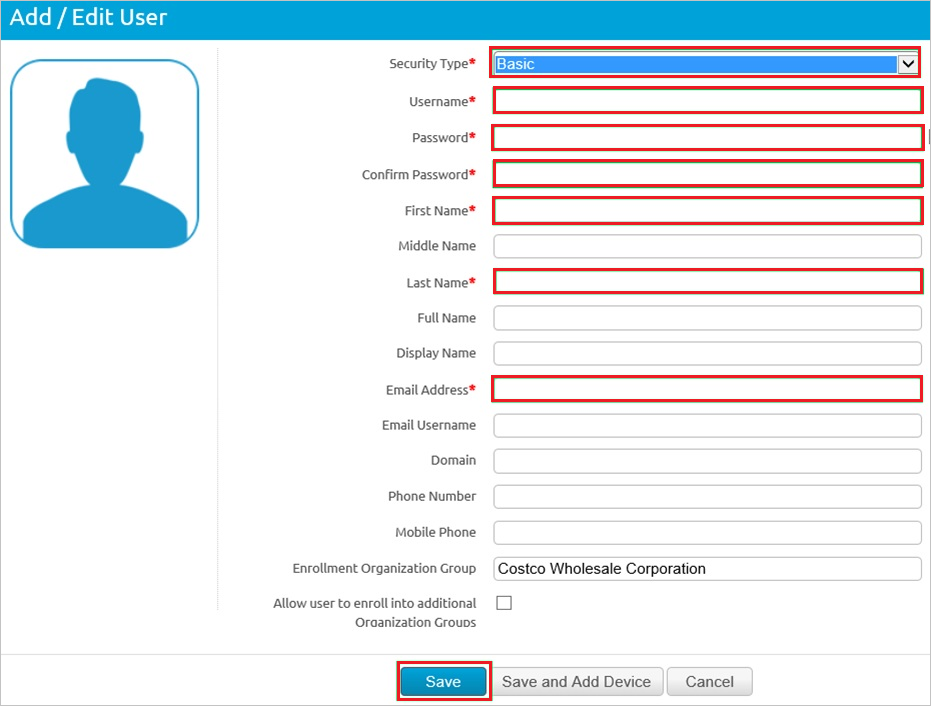 Add / Edit User
Security Type* Basic
Username*
Password*
Confirm Password*
First Name*
Middle Name
Last Name*
Full Name
Display Name
Email Address*
Email Username
Domain
Phone Number
Mobile Phone
Enrollment Organization Group Costco Wholesale Corporation
Allow user to enroll into additional
Organization Groups
Save Save and Add Device Cancel